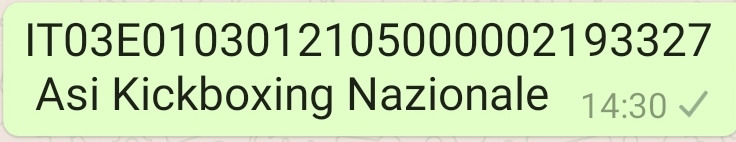 IT03E0103012105000002193327
Asi Kickboxing Nazionale
14:30